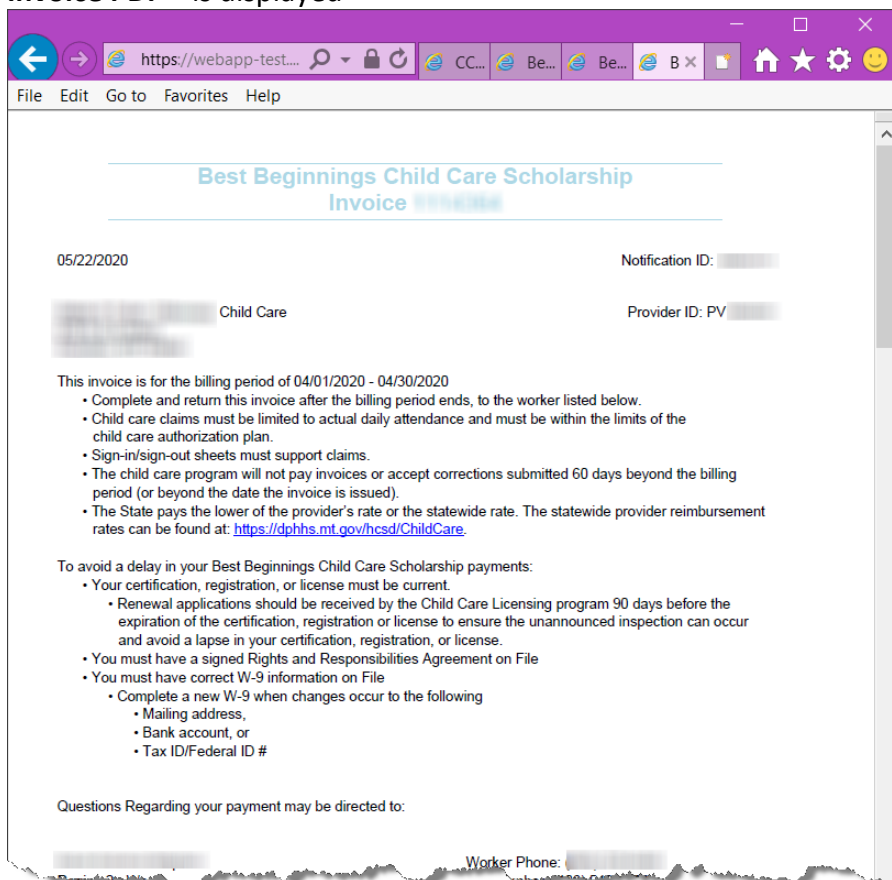 Invoice PDF is displayed
https://webapp-test....
CC...
Be...
Be...
B
File Edit Go to Favorites Help
Best Beginnings Child Care Scholarship
Invoice
05/22/2020
Notification ID:
Child Care
Provider ID: PV
This invoice is for the billing period of 04/01/2020 - 04/30/2020
• Complete and return this invoice after the billing period ends, to the worker listed below.
• Child care claims must be limited to actual daily attendance and must be within the limits of the
child care authorization plan.
• Sign-in/sign-out sheets must support claims.
• The child care program will not pay invoices or accept corrections submitted 60 days beyond the billing
period (or beyond the date the invoice is issued).
• The State pays the lower of the provider's rate or the statewide rate. The statewide provider reimbursement
rates can be found at: https://dphhs.mt.gov/hcsd/ChildCare.
To avoid a delay in your Best Beginnings Child Care Scholarship payments:
• Your certification, registration, or license must be current.
• Renewal applications should be received by the Child Care Licensing program 90 days before the
expiration of the certification, registration or license to ensure the unannounced inspection can occur
and avoid a lapse in your certification, registration, or license.
• You must have a signed Rights and Responsibilities Agreement on File
• You must have correct W-9 information on File
• Complete a new W-9 when changes occur to the following
• Mailing address,
• Bank account, or
• Tax ID/Federal ID #
Questions Regarding your payment may be directed to:
Worker Phone: